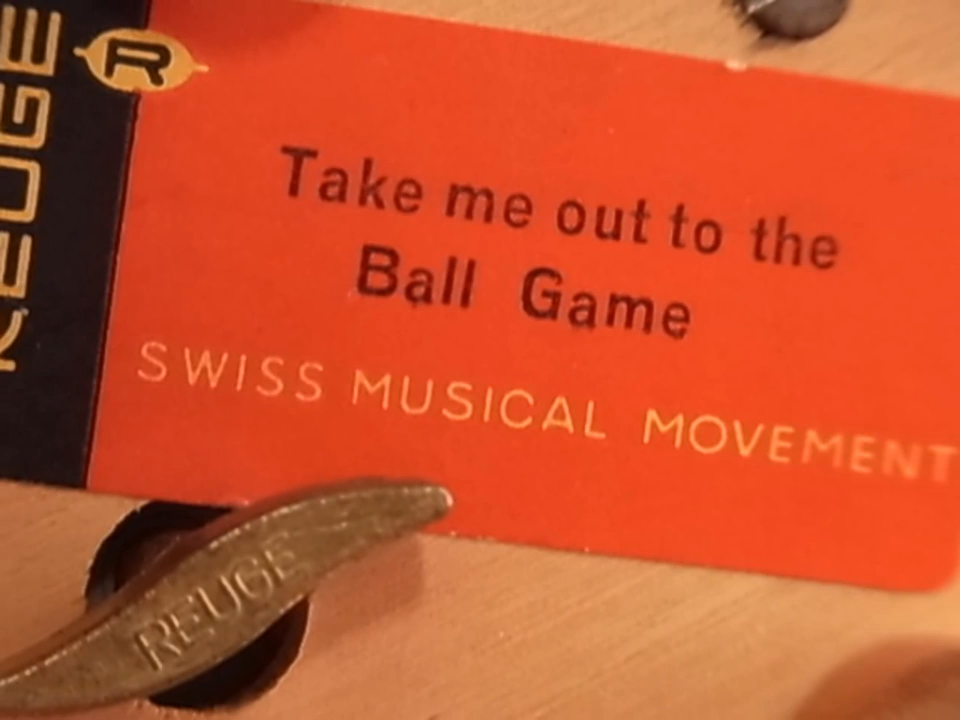 REUGE
R
Take me out to the
Ball Game
SWISS MUSICAL MOVEMENT
REUGE